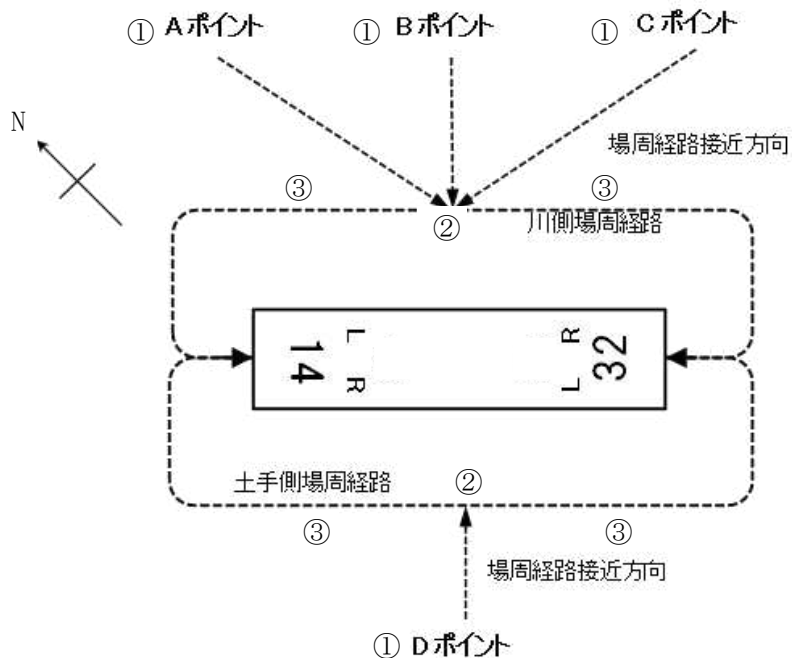 ① Aポイント ① Bポイント ① Cポイント
N
場周経路接近方向
③ ③
② 川側場周経路
14 L R
R L 32
土手側場周経路 ②
③ ③
場周経路接近方向
① Dポイント